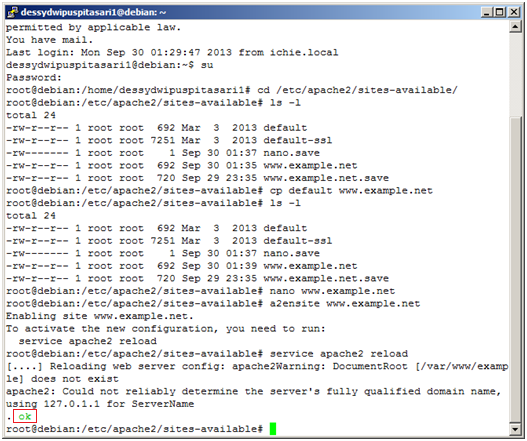 dessydwipuspitasari1@debian: ~
permitted by applicable law.
You have mail.
Last login: Mon Sep 30 01:29:47 2013 from ichie.local
dessydwipuspitasari1@debian:~$ su
Password:
root@debian:/home/dessydwipuspitasari1# cd /etc/apache2/sites-available/
root@debian:/etc/apache2/sites-available# ls -l
total 24
-rw-r--r-- 1 root root  692 Mar  3  2013 default
-rw-r--r-- 1 root root 7251 Mar  3  2013 default-ssl
-rw------- 1 root root    1 Sep 30 01:37 nano.save
-rw-r--r-- 1 root root  692 Sep 30 01:35 www.example.net
-rw-r--r-- 1 root root  720 Sep 29 23:35 www.example.net.save
root@debian:/etc/apache2/sites-available# cp default www.example.net
root@debian:/etc/apache2/sites-available# ls -l
total 24
-rw-r--r-- 1 root root  692 Mar  3  2013 default
-rw-r--r-- 1 root root 7251 Mar  3  2013 default-ssl
-rw------- 1 root root    1 Sep 30 01:37 nano.save
-rw-r--r-- 1 root root  692 Sep 30 01:39 www.example.net
-rw-r--r-- 1 root root  720 Sep 29 23:35 www.example.net.save
root@debian:/etc/apache2/sites-available# nano www.example.net
root@debian:/etc/apache2/sites-available# a2ensite www.example.net
Enabling site www.example.net.
To activate the new configuration, you need to run:
  service apache2 reload
root@debian:/etc/apache2/sites-available# service apache2 reload
[....] Reloading web server config: apache2Warning: DocumentRoot [/var/www/examp
le] does not exist
apache2: Could not reliably determine the server's fully qualified domain name,
using 127.0.1.1 for ServerName
. ok
root@debian:/etc/apache2/sites-available#